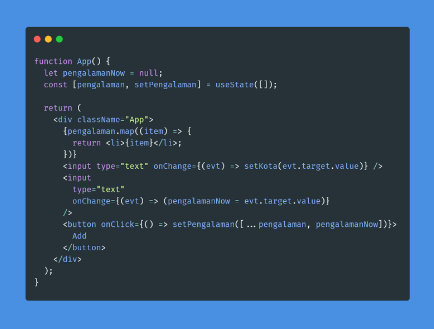 function App() {
let pengalamanNow = null;
const [pengalaman, setPengalaman] = useState([]);
return (
<div className="App">
{pengalaman.map((item) => {
return <li>{item}</li>;
})}
<input type="text" onChange={(evt) => setKota(evt.target.value)} />
<input
type="text"
onChange={(evt) => (pengalamanNow = evt.target.value)}
/>
<button onClick={() => setPengalaman([...pengalaman, pengalamanNow])}>
Add
</button>
</div>
);
}